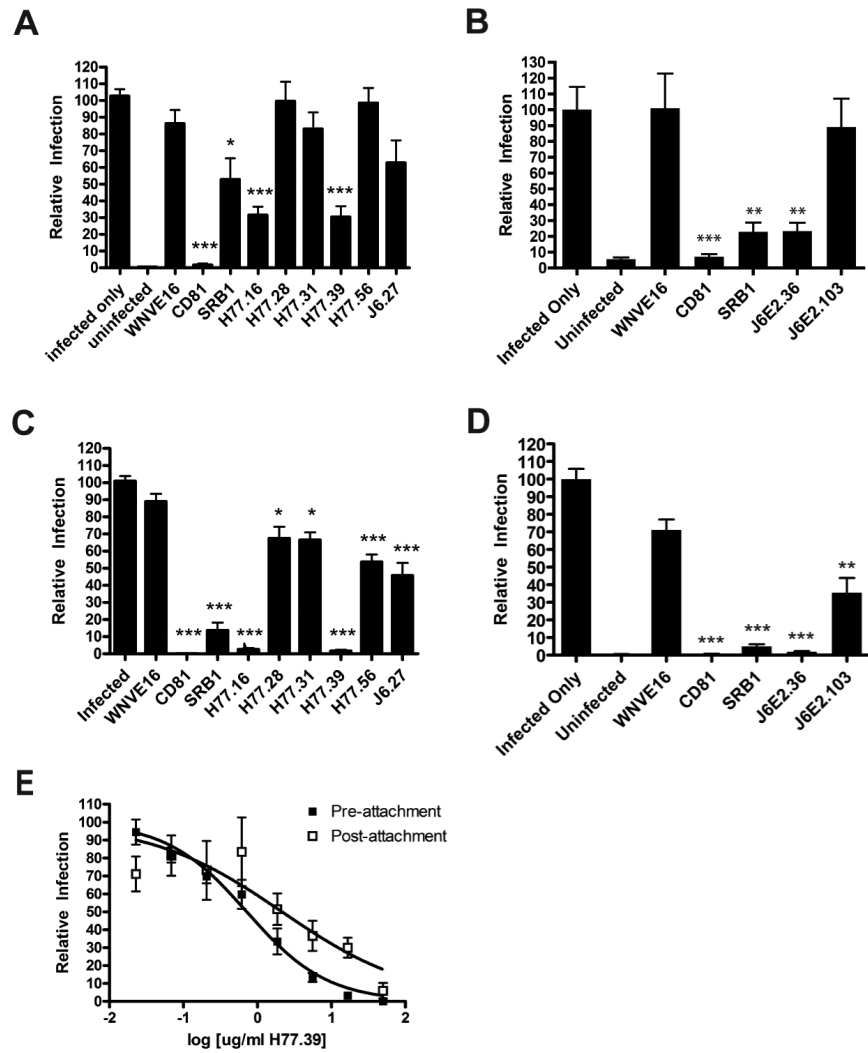 A
Relative Infection
120
110
100
90
80
70
60
50
40
30
20
10
0
***
*
***
***
infected only
uninfected
WNVE16
CD81
SRB1
H77.16
H77.28
H77.31
H77.39
H77.56
J6.27
B
Relative Infection
130
120
110
100
90
80
70
60
50
40
30
20
10
0
***
**
**
Infected Only
Uninfected
WNVE16
CD81
SRB1
J6E2.36
J6E2.103
C
Relative Infection
120
110
100
90
80
70
60
50
40
30
20
10
0
***
***
***
*
*
***
***
***
Infected
WNVE16
CD81
SRB1
H77.16
H77.28
H77.31
H77.39
H77.56
J6.27
D
Relative Infection
120
110
100
90
80
70
60
50
40
30
20
10
0
***
***
***
**
Infected Only
Uninfected
WNVE16
CD81
SRB1
J6E2.36
J6E2.103
E
Relative Infection
110
100
90
80
70
60
50
40
30
20
10
0
Pre-attachment
Post-attachment
-2
-1
0
1
2
log [ug/ml H77.39]